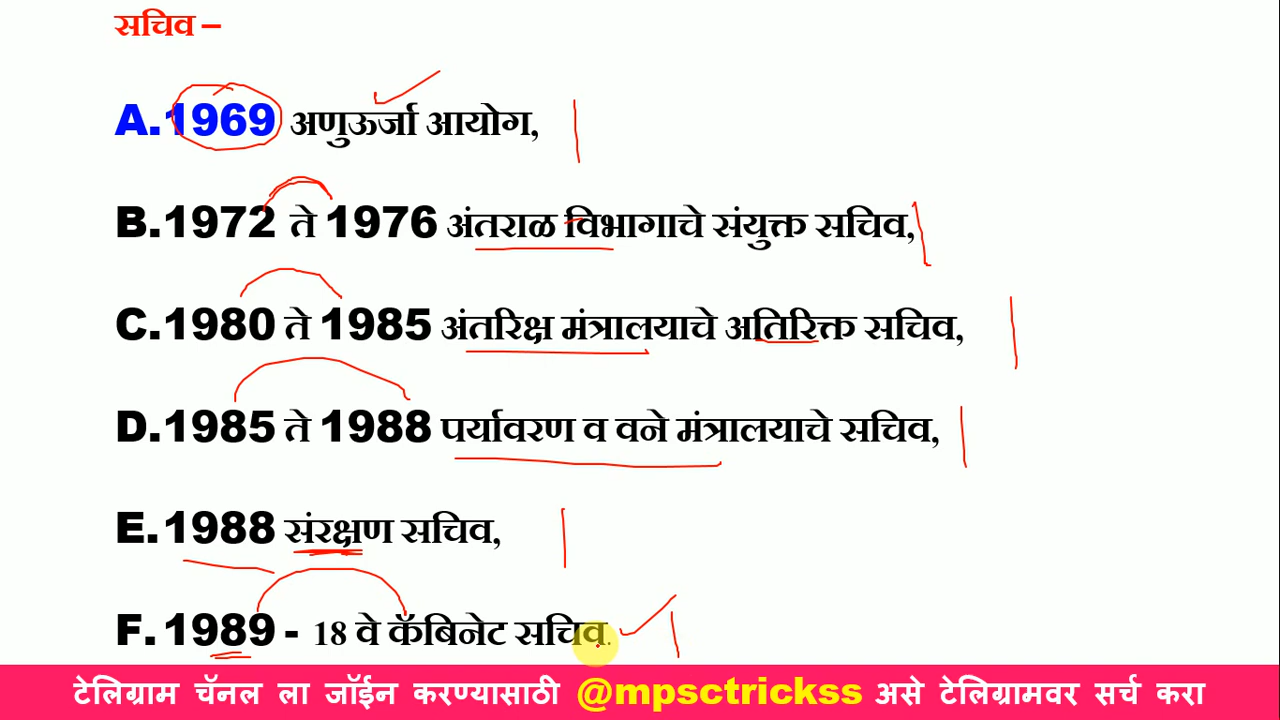 सचिव –
A.1969 अणुऊर्जा आयोग,
B.1972 ते 1976 अंतराळ विभागाचे संयुक्त सचिव,
C.1980 ते 1985 अंतरिक्ष मंत्रालयाचे अतिरिक्त सचिव,
D.1985 ते 1988 पर्यावरण व वने मंत्रालयाचे सचिव,
E.1988 संरक्षण सचिव,
F.1989 - 18 वे कॅबिनेट सचिव.
टेलिग्राम चॅनल ला जॉईन करण्यासाठी @mpsctrickss असे टेलिग्रामवर सर्च करा